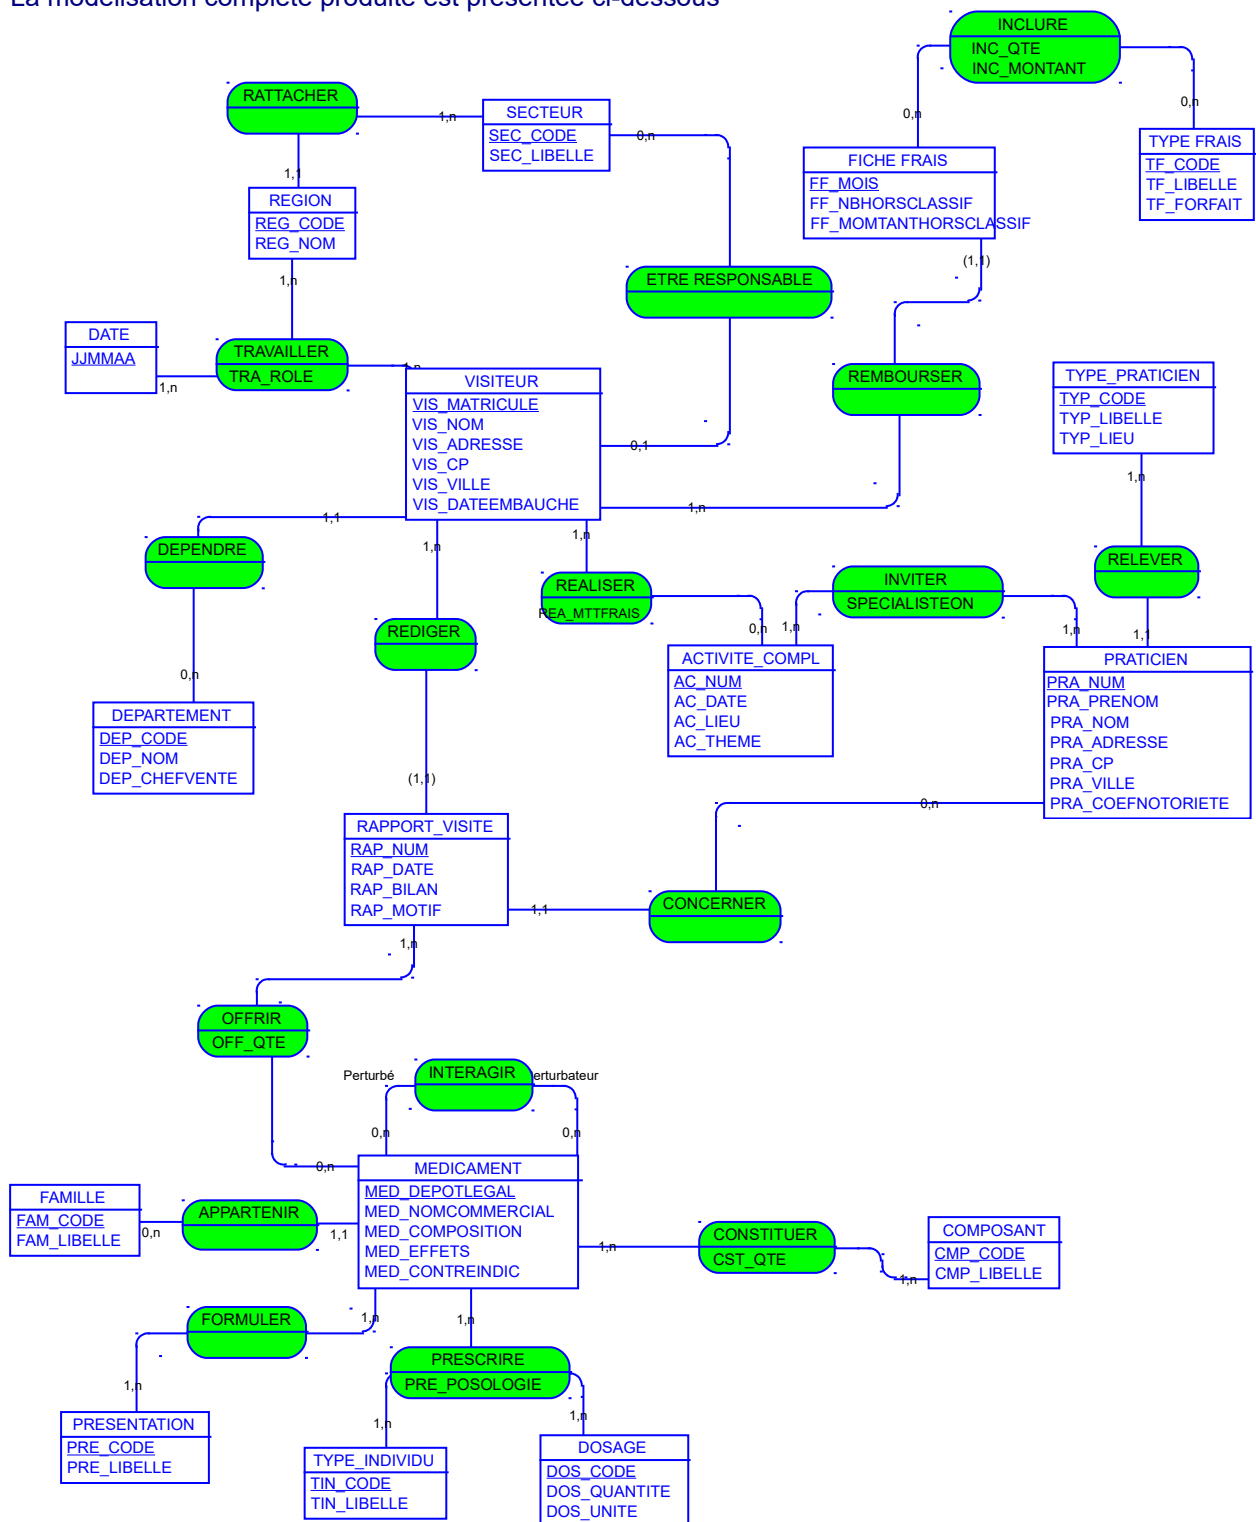 La modélisation complète produite est présentée ci-dessous
INCLURE
INC_QTE
INC_MONTANT
0,n
0,n
RATTACHER
1,n
1,1
SECTEUR
SEC_CODE
SEC_LIBELLE
0,n
TYPE FRAIS
TF_CODE
TF_LIBELLE
TF_FORFAIT
FICHE FRAIS
FF_MOIS
FF_NBHORSCLASSIF
FF_MOMTANTHORSCLASSIF
(1,1)
REGION
REG_CODE
REG_NOM
1,n
ETRE RESPONSABLE
DATE
JJMMAA
1,n
TRAVAILLER
TRA_ROLE
1,n
VISITEUR
VIS_MATRICULE
VIS_NOM
VIS_ADRESSE
VIS_CP
VIS_VILLE
VIS_DATEEMBAUCHE
0,1
1,n
REMBOURSER
TYPE_PRATICIEN
TYP_CODE
TYP_LIBELLE
TYP_LIEU
1,n
1,1
1,n
1,n
DEPENDRE
REDIGER
REALISER
REA_MTTFRAIS
INVITER
SPECIALISTEON
RELEVER
0,n
1,n
1,n
1,1
0,n
DEPARTEMENT
DEP_CODE
DEP_NOM
DEP_CHEFVENTE
ACTIVITE_COMPL
AC_NUM
AC_DATE
AC_LIEU
AC_THEME
PRATICIEN
PRA_NUM
PRA_PRENOM
PRA_NOM
PRA_ADRESSE
PRA_CP
PRA_VILLE
PRA_COEFNOTORIETE
0,n
(1,1)
RAPPORT_VISITE
RAP_NUM
RAP_DATE
RAP_BILAN
RAP_MOTIF
1,1
CONCERNER
1,n
OFFRIR
OFF_QTE
0,n
Perturbé
INTERAGIR
erturbateur
0,n
0,n
MEDICAMENT
MED_DEPOTLEGAL
MED_NOMCOMMERCIAL
MED_COMPOSITION
MED_EFFETS
MED_CONTREINDIC
FAMILLE
FAM_CODE
FAM_LIBELLE
0,n
APPARTENIR
1,1
1,n
CONSTITUER
CST_QTE
1,n
COMPOSANT
CMP_CODE
CMP_LIBELLE
FORMULER
1,n
1,n
1,n
PRESCRIRE
PRE_POSOLOGIE
1,n
1,n
PRESENTATION
PRE_CODE
PRE_LIBELLE
TYPE_INDIVIDU
TIN_CODE
TIN_LIBELLE
DOSAGE
DOS_CODE
DOS_QUANTITE
DOS_UNITE